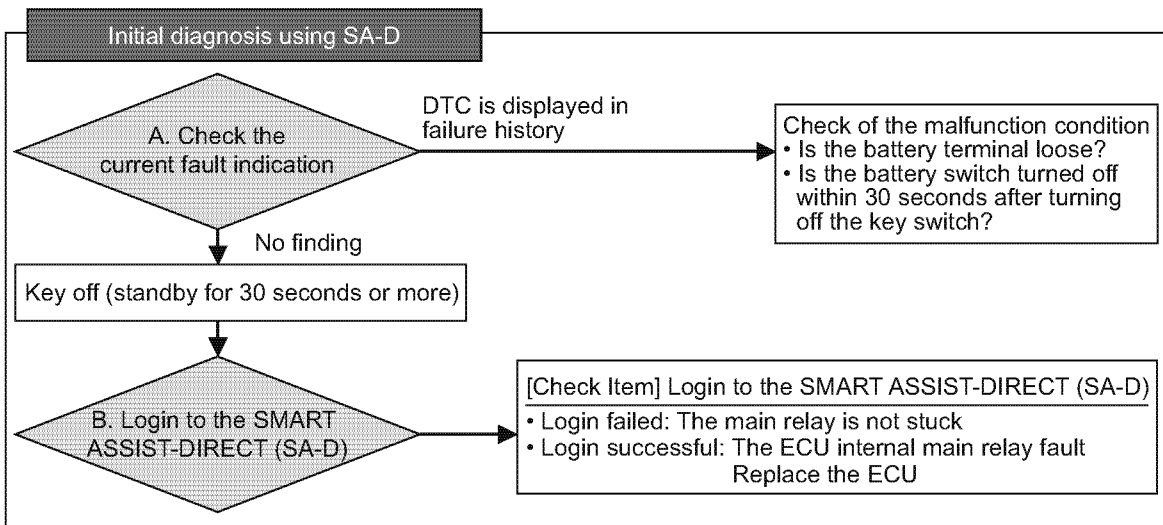 Initial diagnosis using SA-D
A. Check the
current fault indication
DTC is displayed in
failure history
Check of the malfunction condition
• Is the battery terminal loose?
• Is the battery switch turned off
within 30 seconds after turning
off the key switch?
No finding
Key off (standby for 30 seconds or more)
B. Login to the SMART
ASSIST-DIRECT (SA-D)
[Check Item] Login to the SMART ASSIST-DIRECT (SA-D)
• Login failed: The main relay is not stuck
• Login successful: The ECU internal main relay fault
Replace the ECU